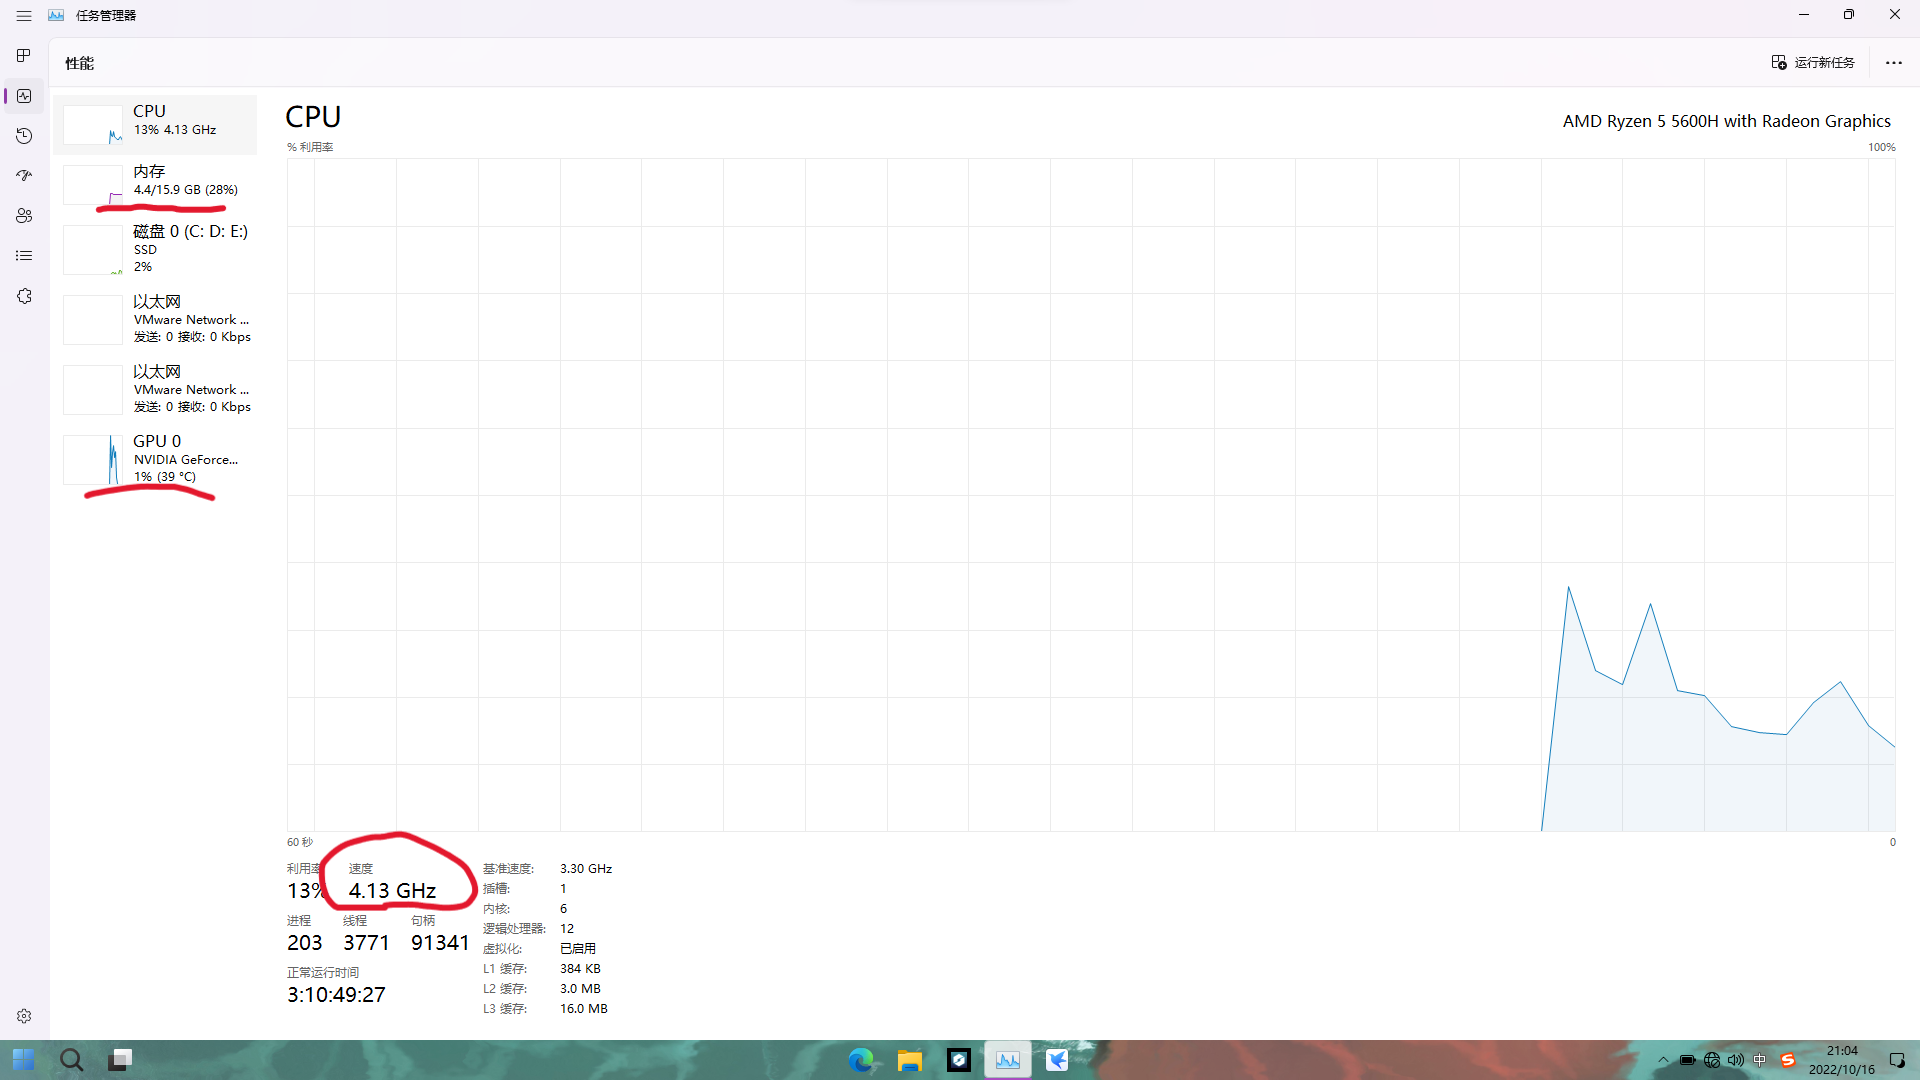 任务管理器
性能
运行新任务
CPU
13% 4.13 GHz
内存
4.4/15.9 GB (28%)
磁盘 0 (C: D: E:)
SSD
2%
以太网
VMware Network ...
发送: 0 接收: 0 Kbps
以太网
VMware Network ...
发送: 0 接收: 0 Kbps
GPU 0
NVIDIA GeForce...
1% (39 °C)
CPU
AMD Ryzen 5 5600H with Radeon Graphics
% 利用率
100%
60 秒
0
利用率
速度
13%
4.13 GHz
进程
线程
句柄
203
3771
91341
正常运行时间
3:10:49:27
基准速度: 3.30 GHz
插槽: 1
内核: 6
逻辑处理器: 12
虚拟化: 已启用
L1 缓存: 384 KB
L2 缓存: 3.0 MB
L3 缓存: 16.0 MB
中
21:04
2022/10/16